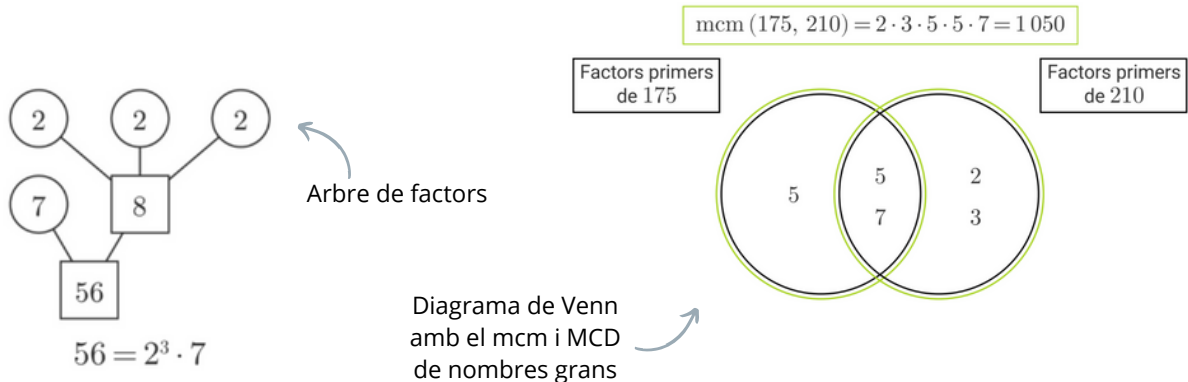 2
2
2
7
8
56
56 = 2³ · 7
Arbre de factors
mcm (175, 210) = 2 · 3 · 5 · 5 · 7 = 1 050
Factors primers
de 175
Factors primers
de 210
5
5
7
2
3
Diagrama de Venn
amb el mcm i MCD
de nombres grans